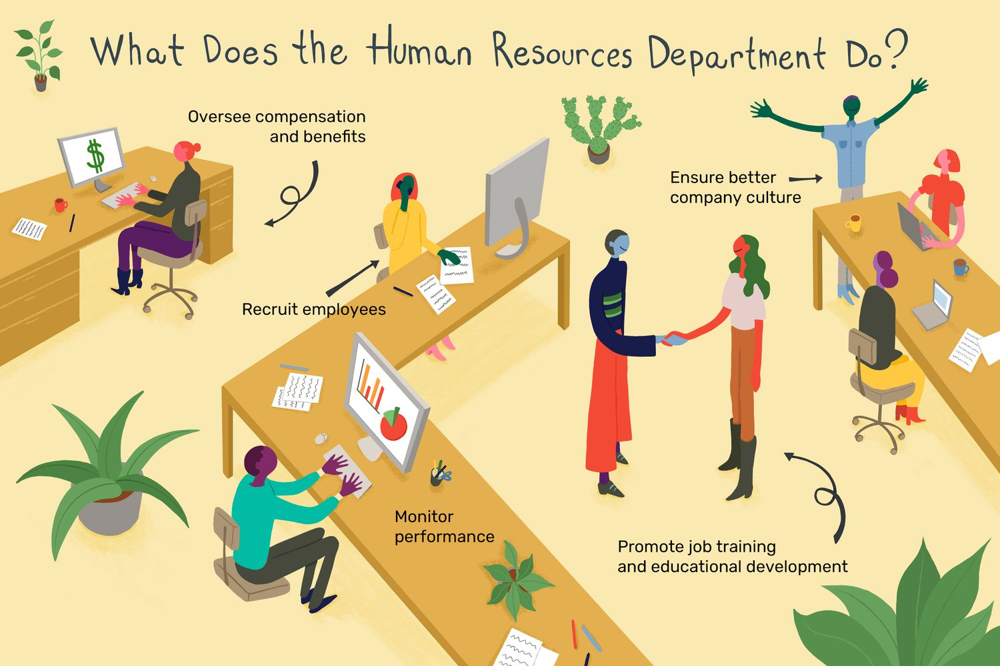 What Does the Human Resources Department Do?
Oversee compensation
and benefits
$
Ensure better
company culture
Recruit employees
Monitor
performance
Promote job training
and educational development